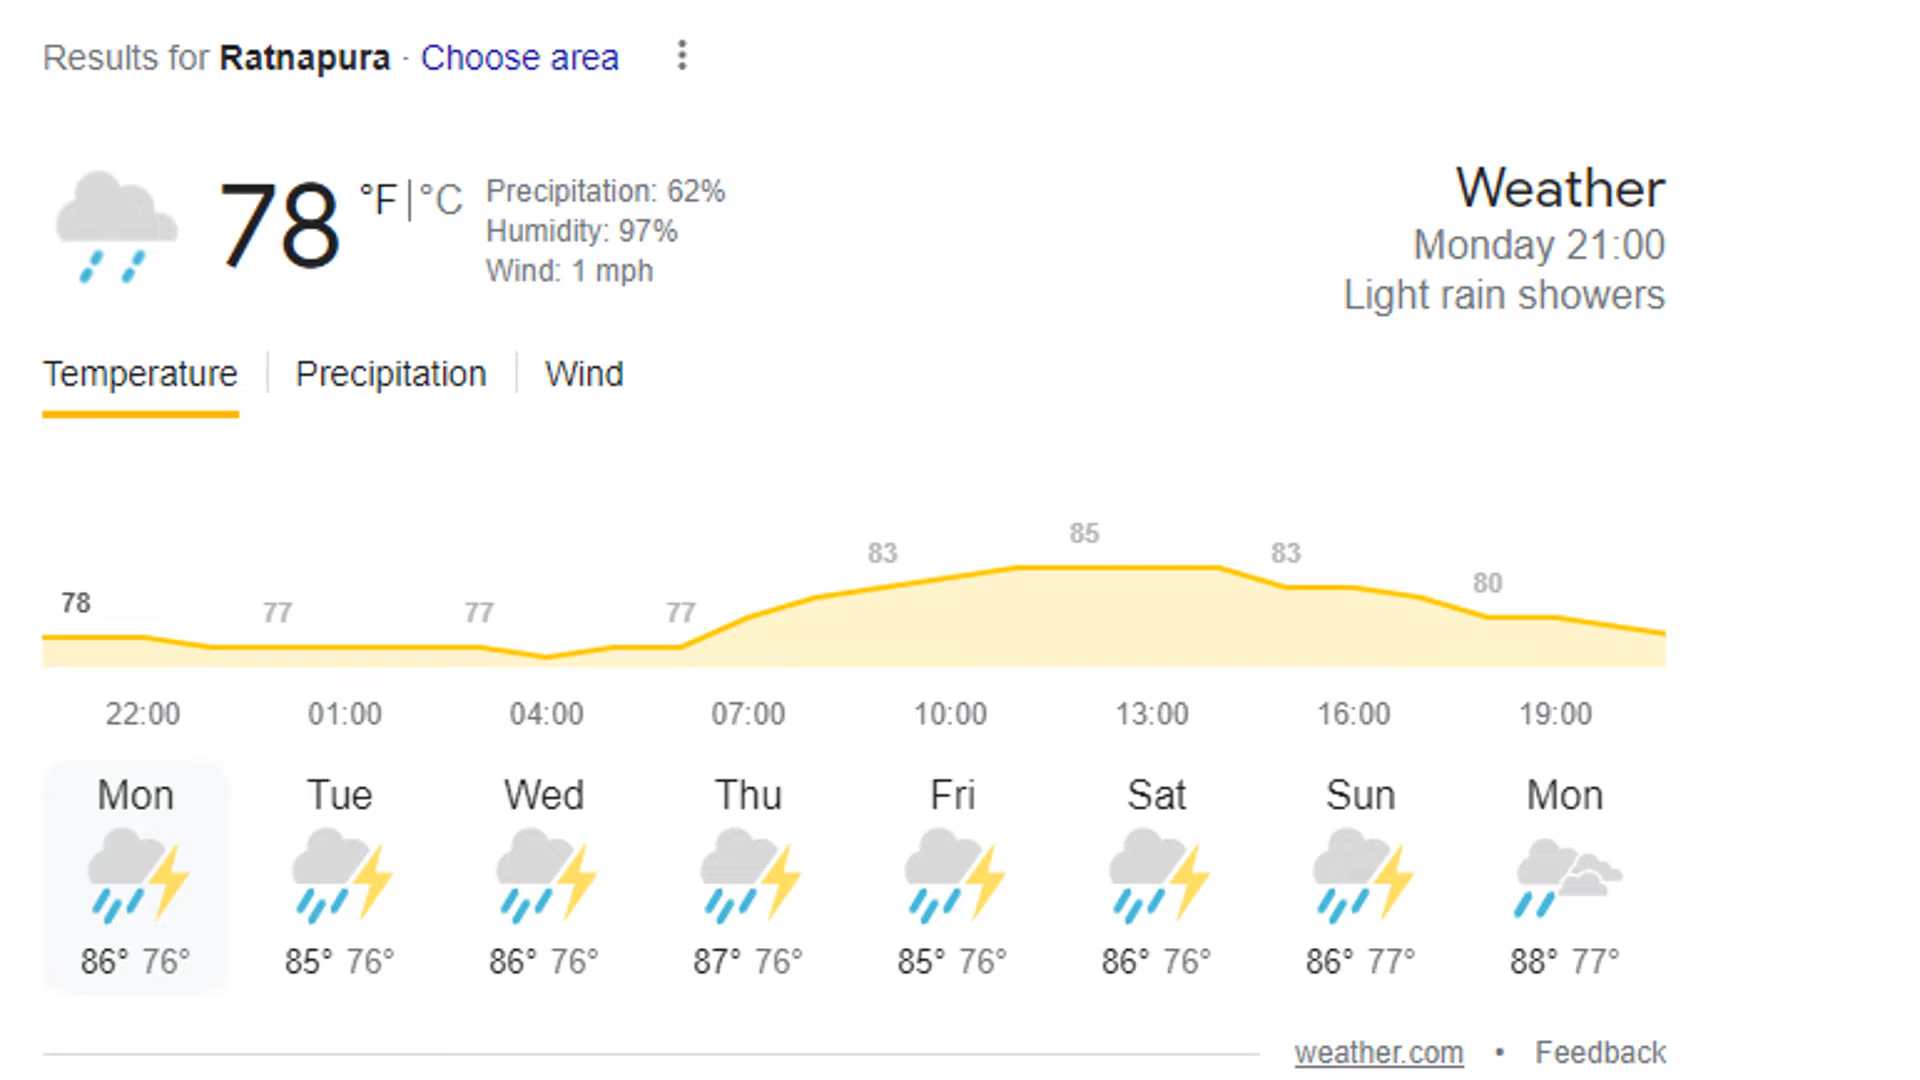 Results for Ratnapura · Choose area
78 °F|°C
Precipitation: 62%
Humidity: 97%
Wind: 1 mph
Weather
Monday 21:00
Light rain showers
Temperature Precipitation Wind
78 77 77 77 83 85 83 80
22:00 01:00 04:00 07:00 10:00 13:00 16:00 19:00
Mon Tue Wed Thu Fri Sat Sun Mon
86° 76° 85° 76° 86° 76° 87° 76° 85° 76° 86° 76° 86° 77° 88° 77°
weather.com • Feedback